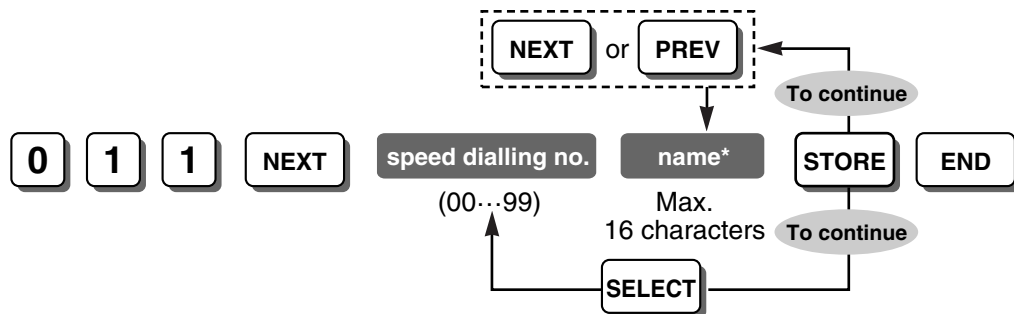 NEXT or PREV
To continue
0 1 1 NEXT speed dialling no. name* STORE END
(00···99) Max.
16 characters
To continue
SELECT